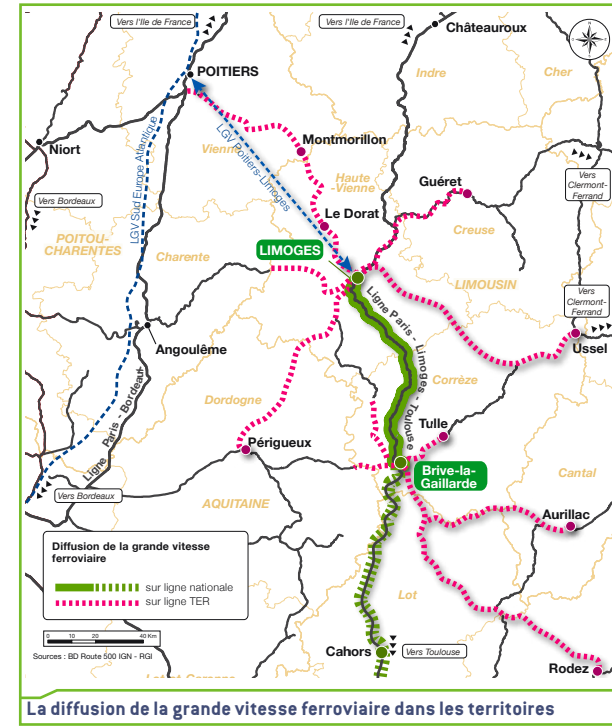 Vers l'Ile de France
Vers l'Ile de France
Châteauroux
POITIERS
Indre
Cher
Niort
Vienne
Montmorillon
LGV Poitiers-Limoges
LGV Sud Europe Atlantique
Haute
-Vienne
Guéret
Vers
Clermont-
Ferrand
Vers Bordeaux
Le Dorat
Creuse
POITOU-
CHARENTES
Charente
LIMOGES
LIMOUSIN
Vers
Clermont-
Ferrand
Ligne Paris - Limoges - Toulouse
Ussel
Angoulême
Corrèze
Ligne Paris - Bordeaux
Dordogne
Tulle
Périgueux
Brive-la-
Gaillarde
Cantal
Vers Bordeaux
AQUITAINE
Aurillac
Diffusion de la grande vitesse
ferroviaire
sur ligne nationale
sur ligne TER
Lot
0 10 20 40 Km
Sources : BD Route 500 IGN - RGI
Cahors
Vers Toulouse
Rodez
La diffusion de la grande vitesse ferroviaire dans les territoires